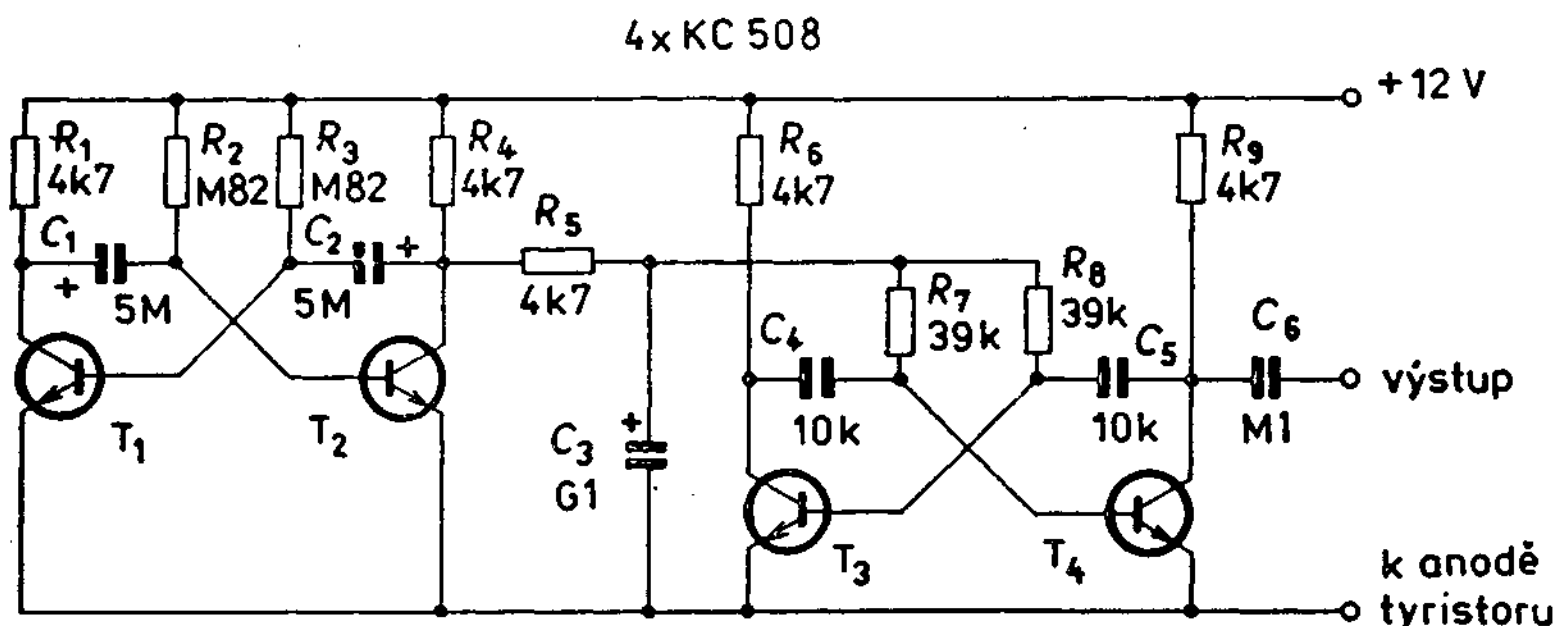 4x KC 508
+ 12 V
R1
4k7
R2
M82
R3
M82
R4
4k7
R6
4k7
R9
4k7
C1
+
5M
C2
+
5M
R5
4k7
R7
39k
R8
39k
C4
10k
C5
10k
C6
M1
výstup
T1
T2
C3
+
G1
T3
T4
k anodě
tyristoru